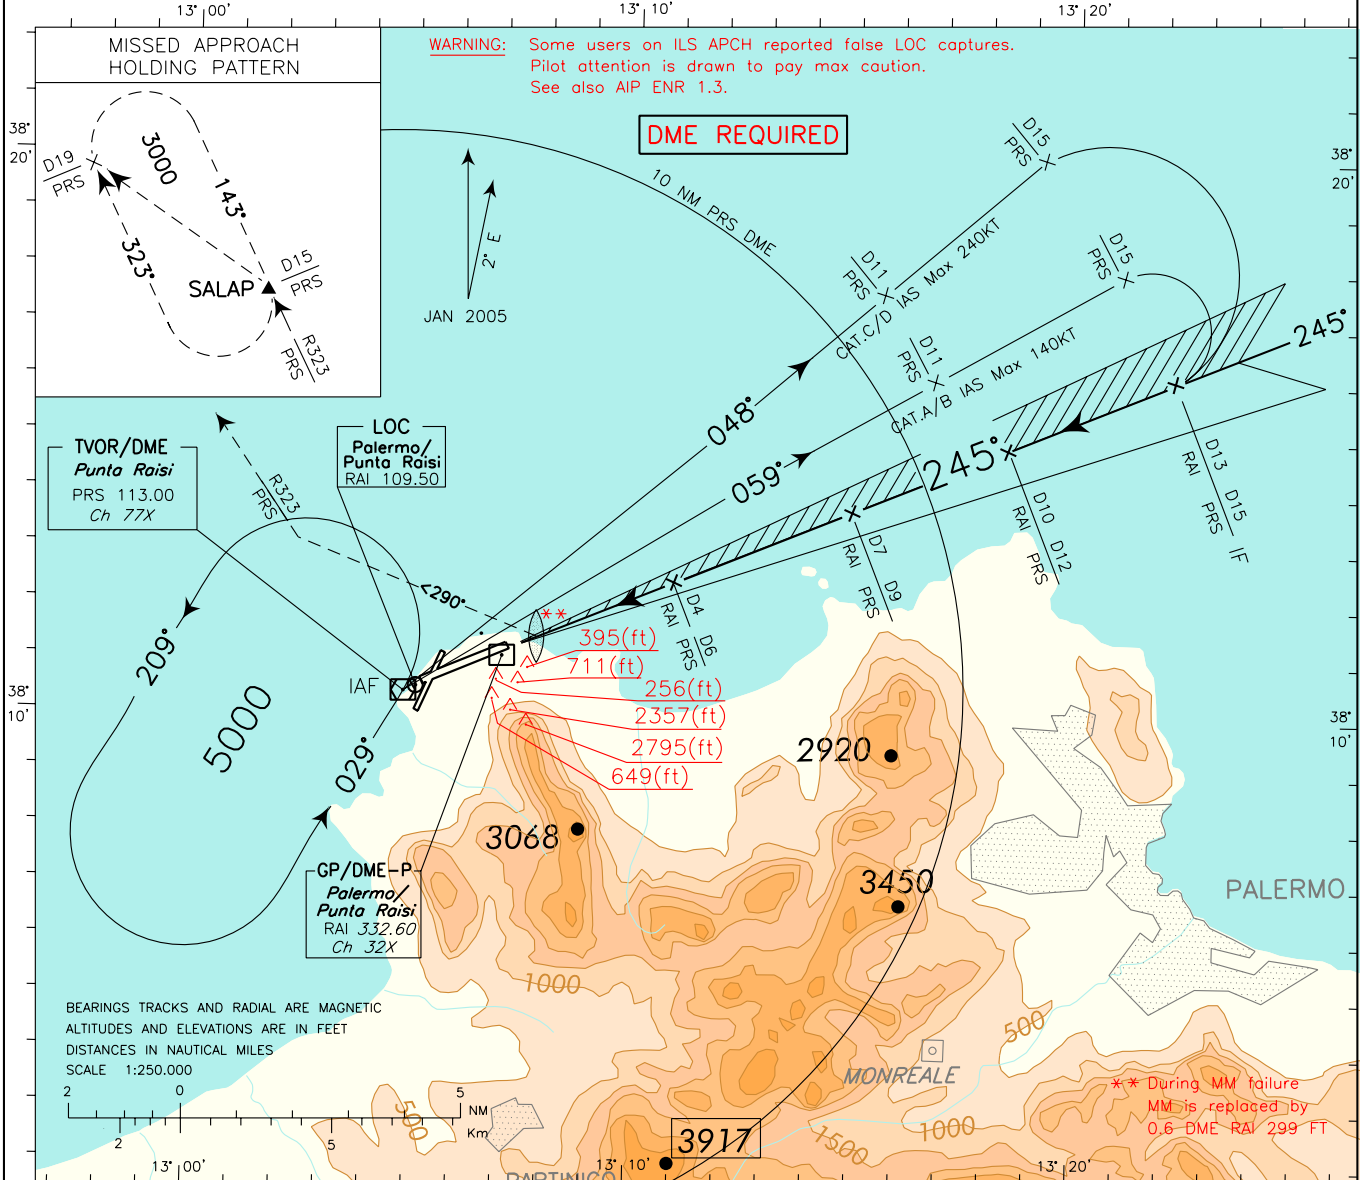 13° 00'
13° 10'
13° 20'
MISSED APPROACH
HOLDING PATTERN
WARNING: Some users on ILS APCH reported false LOC captures.
Pilot attention is drawn to pay max caution.
See also AIP ENR 1.3.
DME REQUIRED
38°
20'
38°
20'
D19
PRS
3000
143°
323°
SALAP
D15
PRS
R323
PRS
2° E
JAN 2005
10 NM PRS DME
D15
PRS
D11
PRS
CAT.C/D IAS Max 240KT
D15
PRS
D11
PRS
CAT.A/B IAS Max 140KT
245°
048°
059°
245°
TVOR/DME
Punta Raisi
PRS 113.00
Ch 77X
LOC
Palermo/
Punta Raisi
RAI 109.50
R323
PRS
<290°
D13
RAI
D15
PRS
IF
D10
RAI
D12
PRS
D7
RAI
D9
PRS
D4
RAI
D6
PRS
**
395(ft)
711(ft)
256(ft)
2357(ft)
2795(ft)
649(ft)
IAF
209°
5000
029°
38°
10'
38°
10'
2920
3068
3450
PALERMO
GP/DME-P
Palermo/
Punta Raisi
RAI 332.60
Ch 32X
1000
500
MONREALE
BEARINGS TRACKS AND RADIAL ARE MAGNETIC
ALTITUDES AND ELEVATIONS ARE IN FEET
DISTANCES IN NAUTICAL MILES
SCALE 1:250.000
2 0 5
NM
Km
2 5
500
3917
1500
1000
** During MM failure
MM is replaced by
0.6 DME RAI 299 FT
PARTINICO
13° 00'
13° 10'
13° 20'